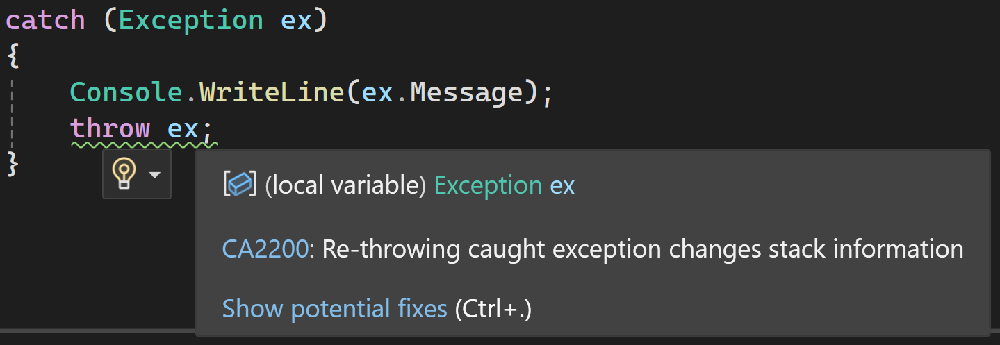 catch (Exception ex)
{
Console.WriteLine(ex.Message);
throw ex;
}
(local variable) Exception ex
CA2200: Re-throwing caught exception changes stack information
Show potential fixes (Ctrl+.)